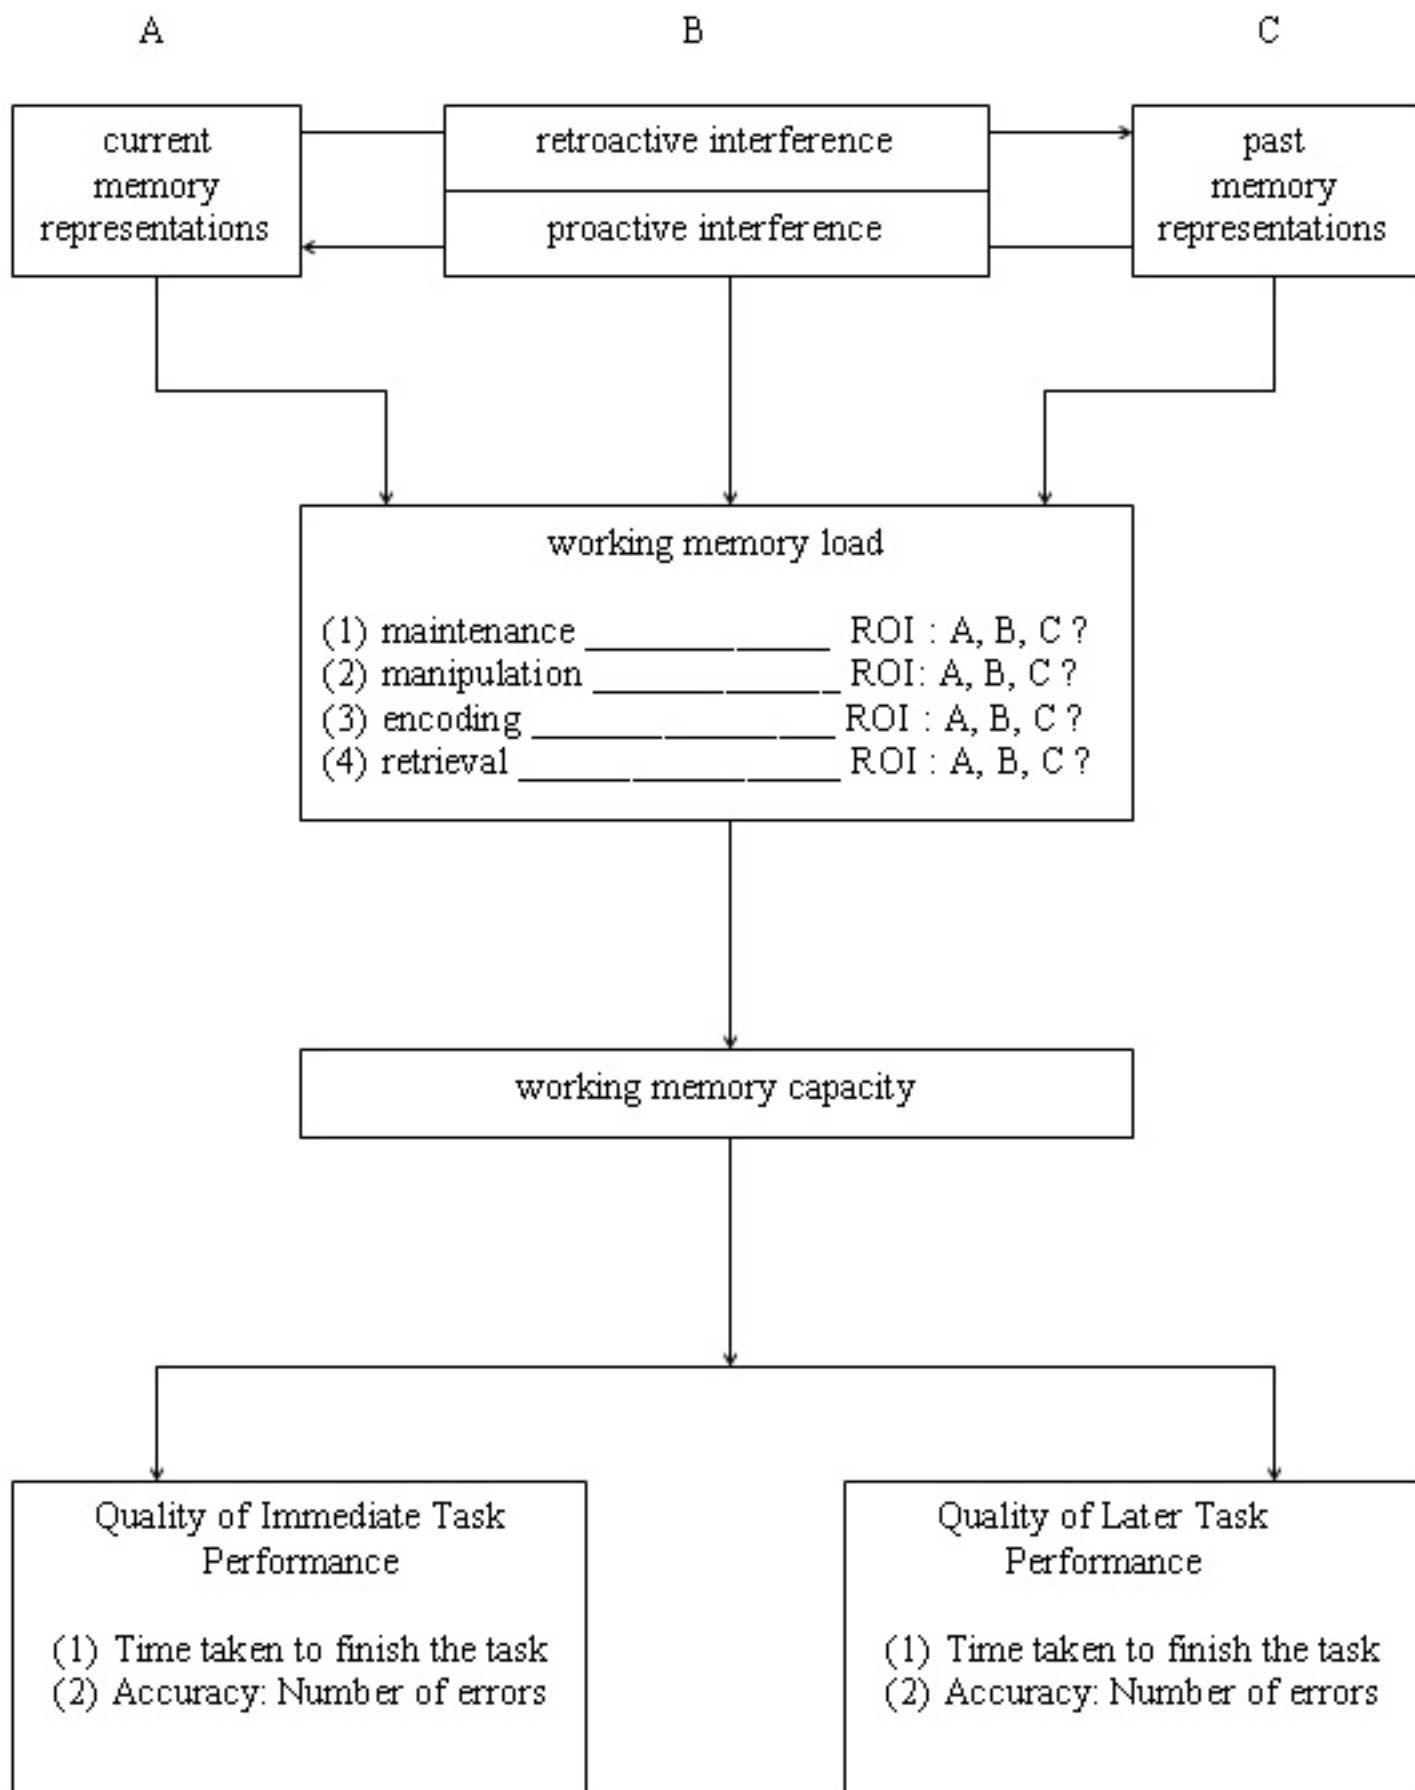 A B C
current
memory
representations
retroactive interference
proactive interference
past
memory
representations
working memory load
(1) maintenance _____________ ROI : A, B, C ?
(2) manipulation _____________ ROI: A, B, C ?
(3) encoding ________________ ROI : A, B, C ?
(4) retrieval _________________ ROI : A, B, C ?
working memory capacity
Quality of Immediate Task
Performance
(1) Time taken to finish the task
(2) Accuracy: Number of errors
Quality of Later Task
Performance
(1) Time taken to finish the task
(2) Accuracy: Number of errors